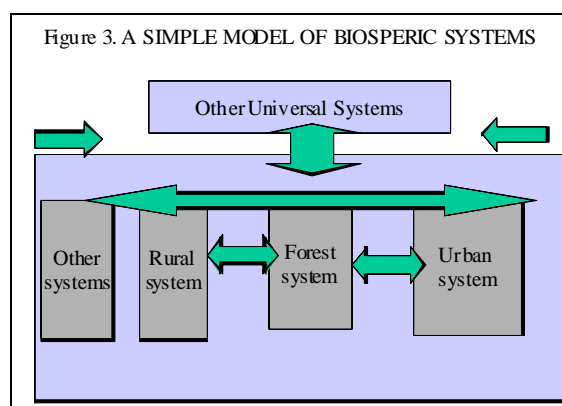 Figure 3. A SIMPLE MODEL OF BIOSPERIC SYSTEMS
Other Universal Systems
Other
systems
Rural
system
Forest
system
Urban
system